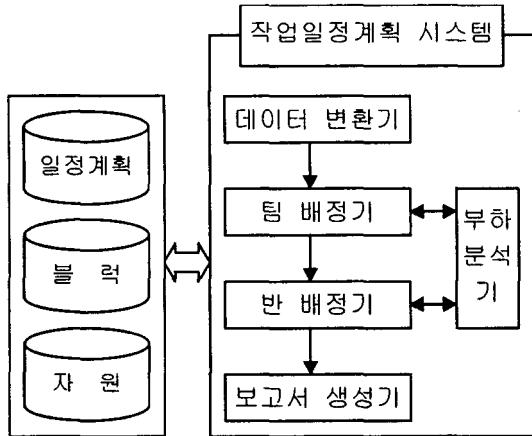 작업일정계획 시스템
일정계획
블 럭
자 원
데이터 변환기
팀 배정기
반 배정기
보고서 생성기
부하
분석
기